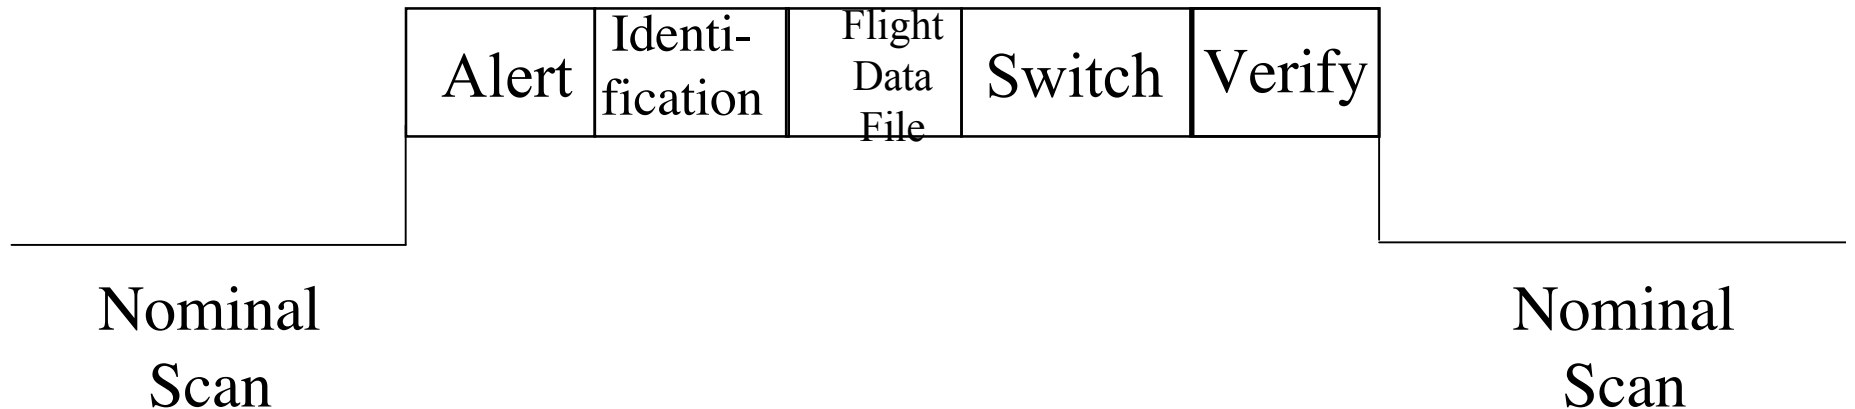 Alert
Identi-
fication
Flight
Data
File
Switch
Verify
Nominal
Scan
Nominal
Scan